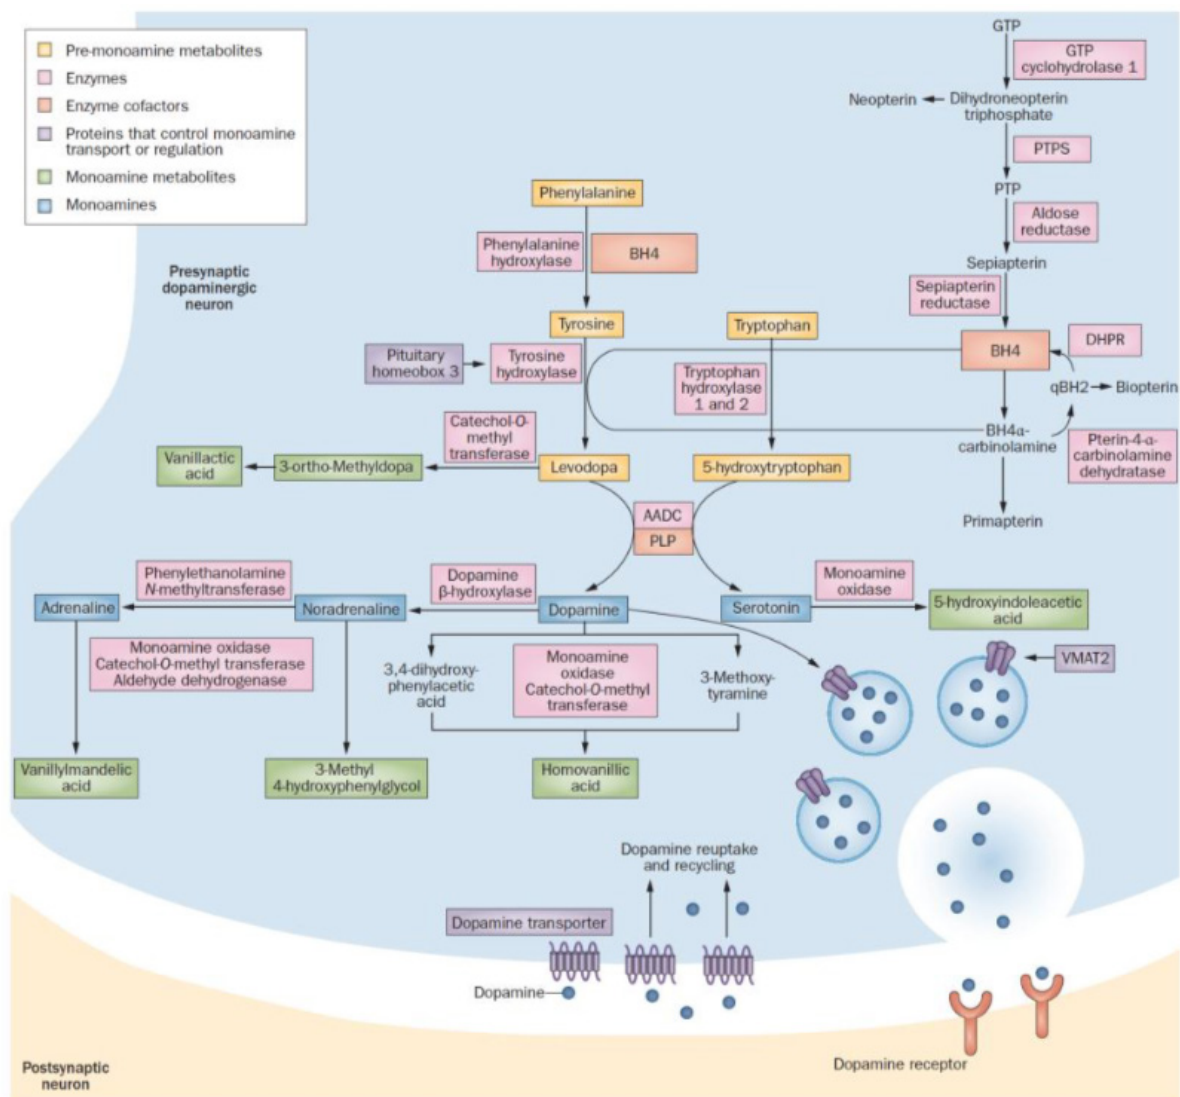 Pre-monoamine metabolites
Enzymes
Enzyme cofactors
Proteins that control monoamine
transport or regulation
Monoamine metabolites
Monoamines
GTP
GTP
cyclohydrolase 1
Neopterin
Dihydroneopterin
triphosphate
PTPS
PTP
Aldose
reductase
Sepiapterin
Sepiapterin
reductase
BH4
DHPR
qBH2
Biopterin
BH4α-
carbinolamine
Pterin-4-α-
carbinolamine
dehydratase
Primapterin
Presynaptic
dopaminergic
neuron
Phenylalanine
Phenylalanine
hydroxylase
BH4
Tyrosine
Tryptophan
Pituitary
homeobox 3
Tyrosine
hydroxylase
Tryptophan
hydroxylase
1 and 2
Catechol-O-
methyl
transferase
Vanillactic
acid
3-ortho-Methyldopa
Levodopa
5-hydroxytryptophan
AADC
PLP
Phenylethanolamine
N-methyltransferase
Dopamine
β-hydroxylase
Monoamine
oxidase
Adrenaline
Noradrenaline
Dopamine
Serotonin
5-hydroxyindoleacetic
acid
Monoamine oxidase
Catechol-O-methyl transferase
Aldehyde dehydrogenase
3,4-dihydroxy-
phenylacetic
acid
Monoamine
oxidase
Catechol-O-methyl
transferase
3-Methoxy-
tyramine
VMAT2
Vanillylmandelic
acid
3-Methyl
4-hydroxyphenylglycol
Homovanillic
acid
Dopamine reuptake
and recycling
Dopamine transporter
Dopamine
Dopamine receptor
Postsynaptic
neuron